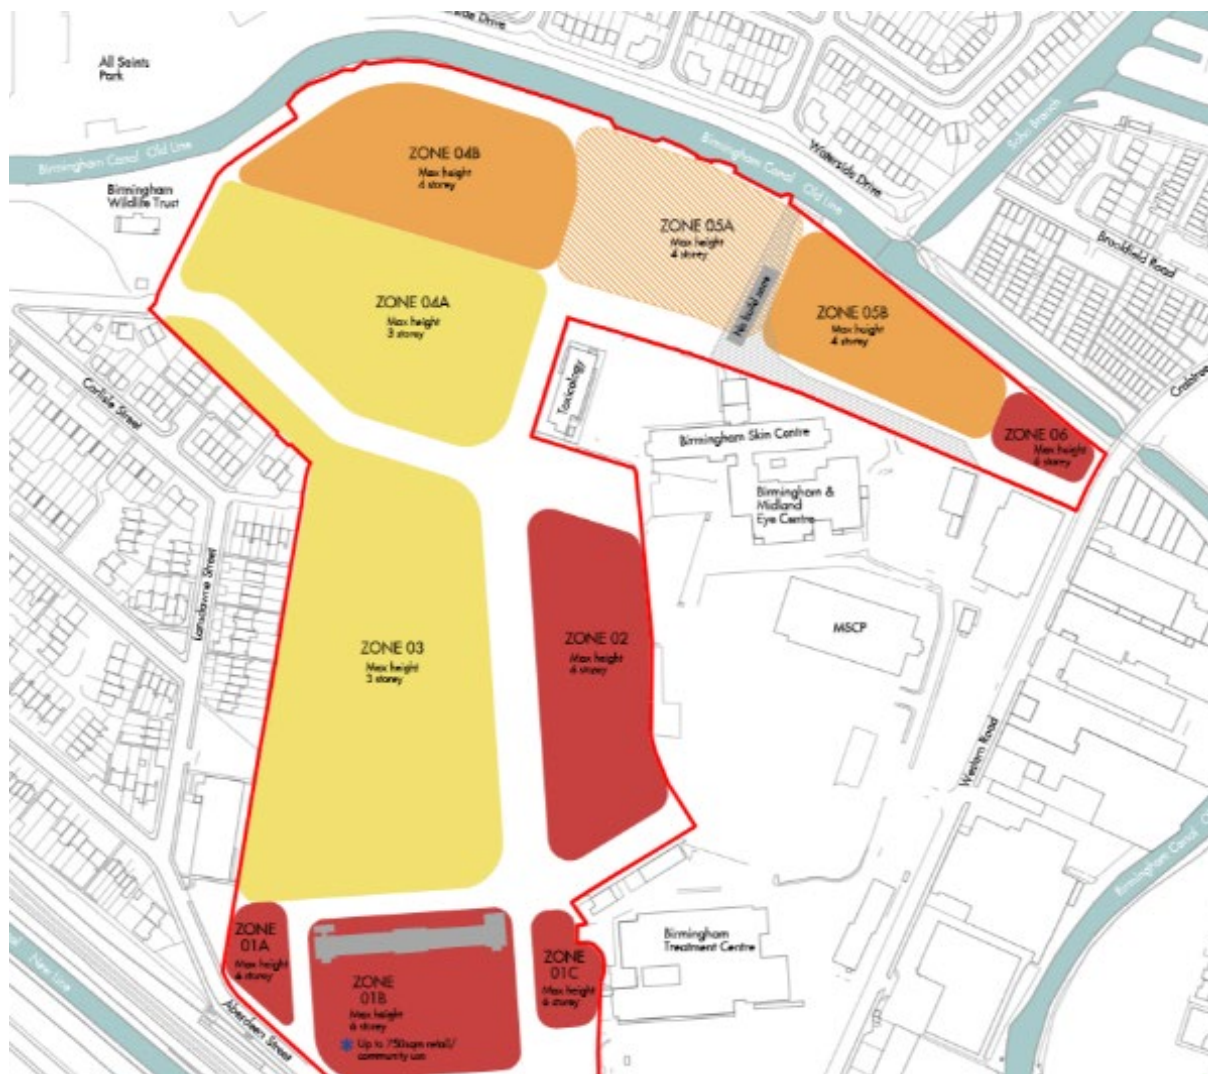 side Drive
All Saints
Park
Birmingham Canal Old Line
Birmingham
Wildlife Trust
ZONE 04B
Max height
4 storey
Birmingham Canal Old Line
Waterside Drive
Soho Branch
Brookfield Road
ZONE 05A
Max height
4 storey
No build zone
ZONE 05B
Max height
4 storey
ZONE 04A
Max height
3 storey
Toxicology
Carlisle Street
Crabtree
ZONE 06
Max height
6 storey
Birmingham Skin Centre
Birmingham &
Midland
Eye Centre
Lansdowne Street
ZONE 03
Max height
3 storey
ZONE 02
Max height
6 storey
MSCP
Western Road
Birmingham Canal
ZONE
01A
Max height
6 storey
ZONE
01B
Max height
6 storey
Up to 750sqm retail/
community use
ZONE
01C
Max height
6 storey
Birmingham
Treatment Centre
New Line
Aberdeen Street